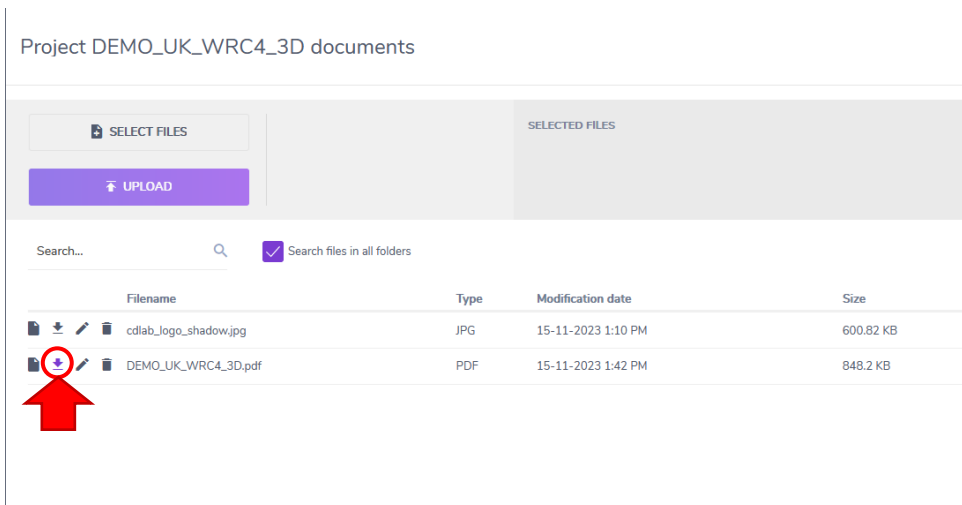 Project DEMO_UK_WRC4_3D documents
SELECT FILES
SELECTED FILES
UPLOAD
Search...
Search files in all folders
Filename Type Modification date Size
cdlab_logo_shadow.jpg JPG 15-11-2023 1:10 PM 600.82 KB
DEMO_UK_WRC4_3D.pdf PDF 15-11-2023 1:42 PM 848.2 KB